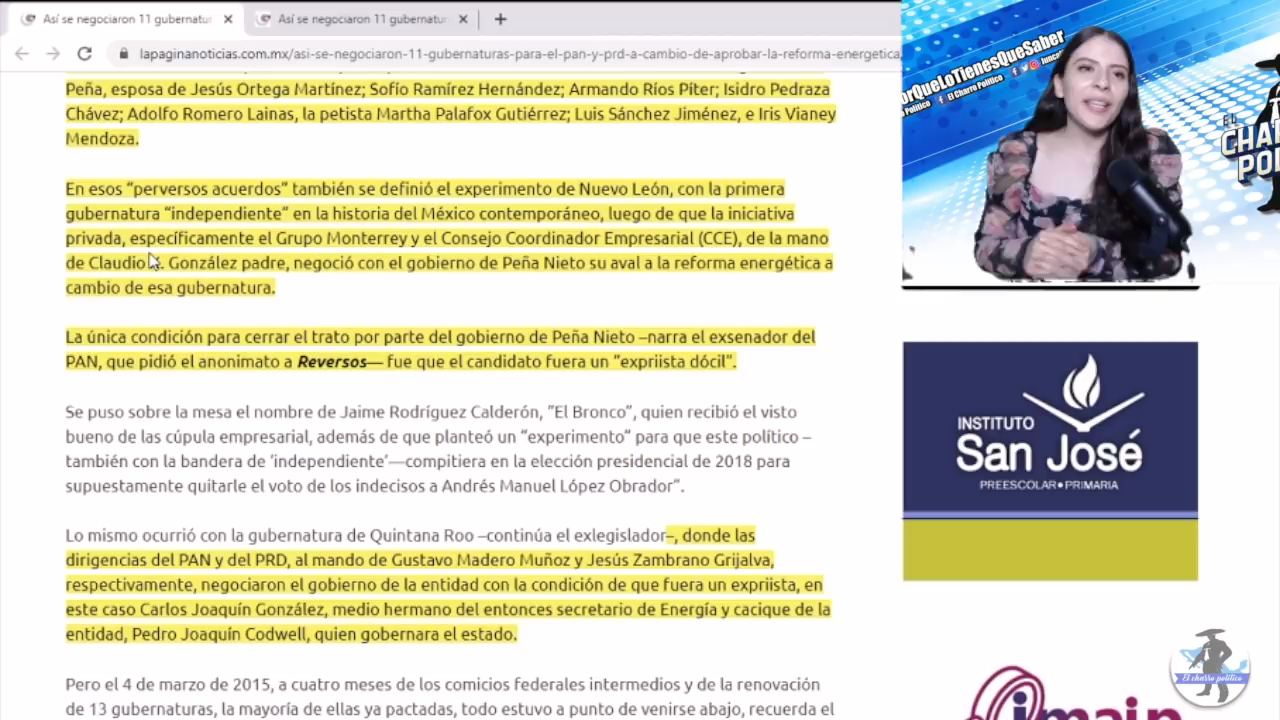 Así se negociaron 11 gubernatur
Así se negociaron 11 gubernatur
lapaginanoticias.com.mx/asi-se-negociaron-11-gubernaturas-para-el-pan-y-prd-a-cambio-de-aprobar-la-reforma-energetica,
Peña, esposa de Jesús Ortega Martínez; Sofío Ramírez Hernández; Armando Ríos Píter; Isidro Pedraza
Chávez; Adolfo Romero Lainas, la petista Martha Palafox Gutiérrez; Luis Sánchez Jiménez, e Iris Vianey
Mendoza.
En esos “perversos acuerdos” también se definió el experimento de Nuevo León, con la primera
gubernatura “independiente” en la historia del México contemporáneo, luego de que la iniciativa
privada, específicamente el Grupo Monterrey y el Consejo Coordinador Empresarial (CCE), de la mano
de Claudio . González padre, negoció con el gobierno de Peña Nieto su aval a la reforma energética a
cambio de esa gubernatura.
La única condición para cerrar el trato por parte del gobierno de Peña Nieto –narra el exsenador del
PAN, que pidió el anonimato a Reversos— fue que el candidato fuera un “expriista dócil”.
Se puso sobre la mesa el nombre de Jaime Rodríguez Calderón, “El Bronco”, quien recibió el visto
bueno de las cúpula empresarial, además de que planteó un “experimento” para que este político –
también con la bandera de ‘independiente’—compitiera en la elección presidencial de 2018 para
supuestamente quitarle el voto de los indecisos a Andrés Manuel López Obrador”.
Lo mismo ocurrió con la gubernatura de Quintana Roo –continúa el exlegislador–, donde las
dirigencias del PAN y del PRD, al mando de Gustavo Madero Muñoz y Jesús Zambrano Grijalva,
respectivamente, negociaron el gobierno de la entidad con la condición de que fuera un expriista, en
este caso Carlos Joaquín González, medio hermano del entonces secretario de Energía y cacique de la
entidad, Pedro Joaquín Codwell, quien gobernara el estado.
Pero el 4 de marzo de 2015, a cuatro meses de los comicios federales intermedios y de la renovación
de 13 gubernaturas, la mayoría de ellas ya pactadas, todo estuvo a punto de venirse abajo, recuerda el
orQueLoTienesQueSaber
Político
El Charro Político
EL
CHA
POL
INSTITUTO
San José
PREESCOLAR•PRIMARIA
El charro político